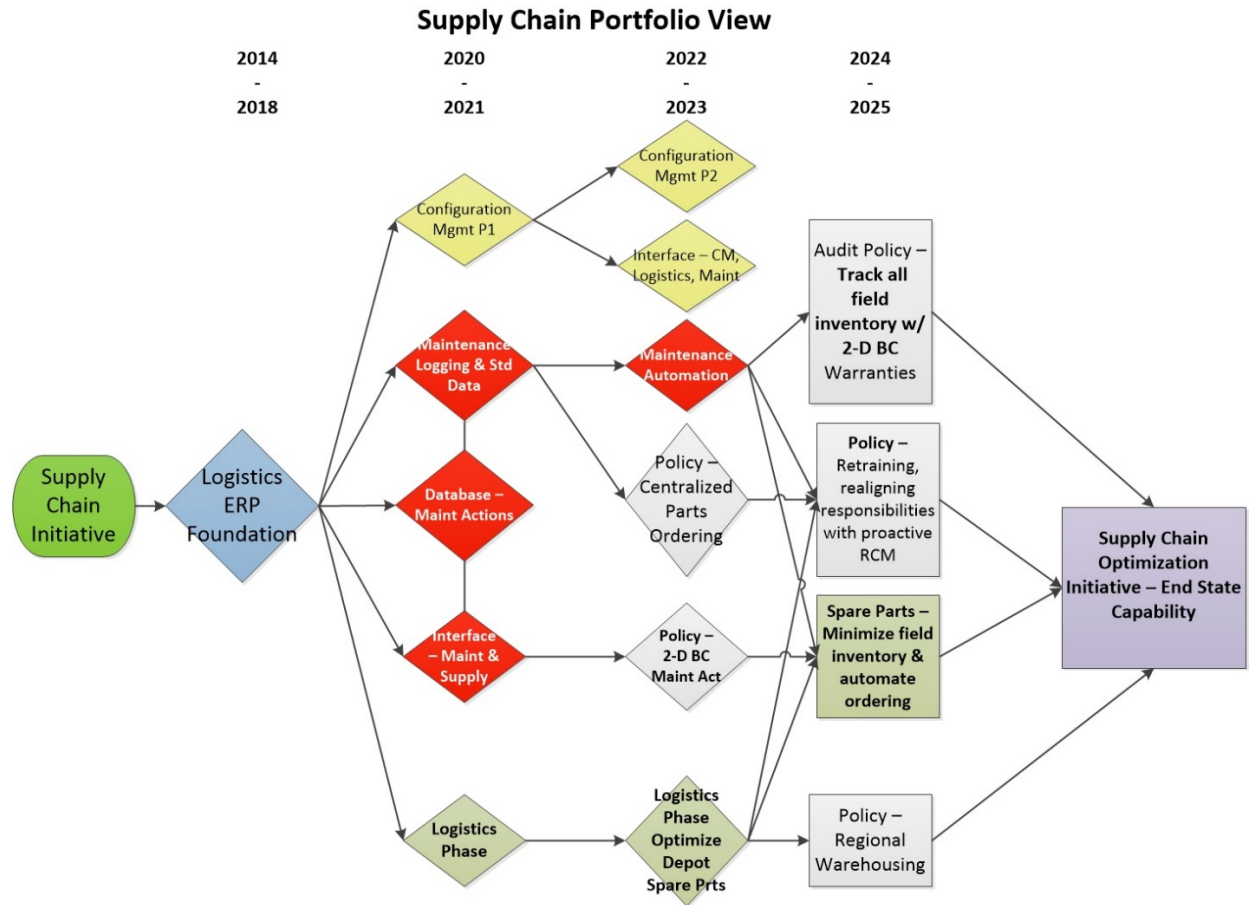 Supply Chain Portfolio View
2014
-
2018
2020
-
2021
2022
-
2023
2024
-
2025
Supply
Chain
Initiative
Logistics
ERP
Foundation
Configuration
Mgmt P1
Maintenance
Logging & Std
Data
Database –
Maint Actions
Interface
– Maint &
Supply
Logistics
Phase
Configuration
Mgmt P2
Interface – CM,
Logistics, Maint
Maintenance
Automation
Policy –
Centralized
Parts
Ordering
Policy –
2-D BC
Maint Act
Logistics
Phase
Optimize
Depot
Spare Prts
Audit Policy –
Track all
field
inventory w/
2-D BC
Warranties
Policy –
Retraining,
realigning
responsibilities
with proactive
RCM
Spare Parts –
Minimize field
inventory &
automate
ordering
Policy –
Regional
Warehousing
Supply Chain
Optimization
Initiative – End State
Capability